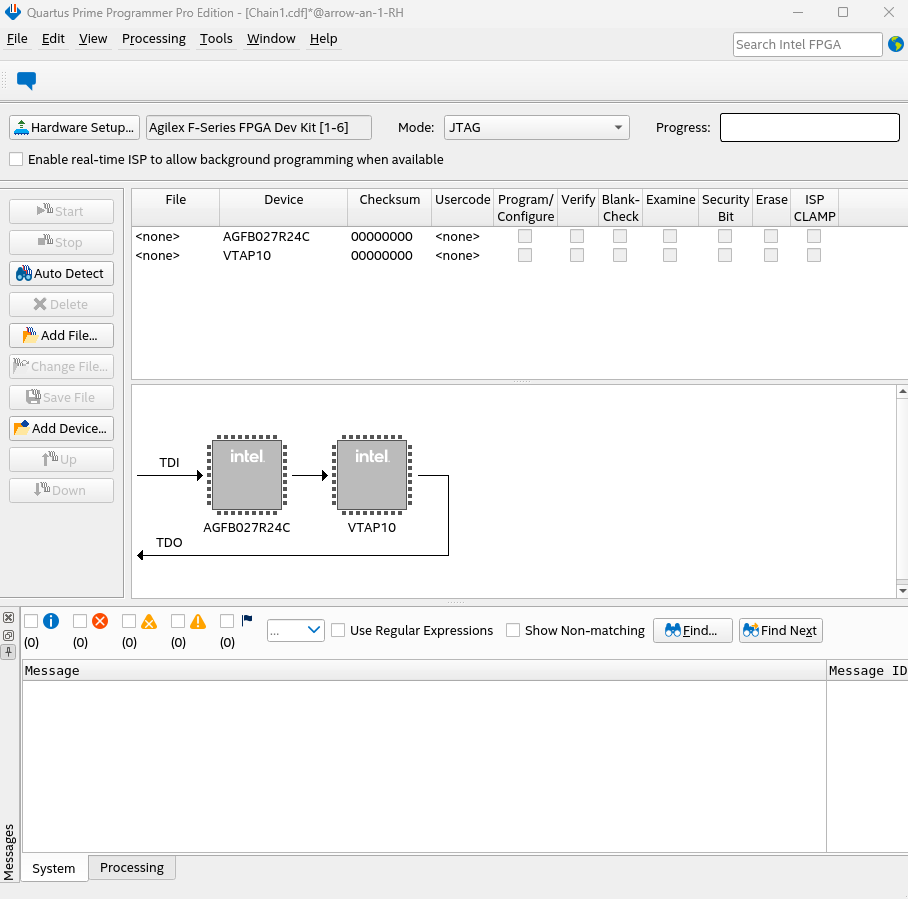 Quartus Prime Programmer Pro Edition - [Chain1.cdf]*@arrow-an-1-RH
File Edit View Processing Tools Window Help
Search Intel FPGA
Hardware Setup... Agilex F-Series FPGA Dev Kit [1-6] Mode: JTAG Progress:
Enable real-time ISP to allow background programming when available
Start
Stop
Auto Detect
Delete
Add File...
Change File...
Save File
Add Device...
Up
Down
File Device Checksum Usercode Program/ Verify Blank- Examine Security Erase ISP
Configure Check Bit CLAMP
<none> AGFB027R24C 00000000 <none>
<none> VTAP10 00000000 <none>
TDI intel. intel.
AGFB027R24C VTAP10
TDO
(0) (0) (0) (0) (0) ... Use Regular Expressions Show Non-matching Find... Find Next
Message Message ID
Messages
System Processing